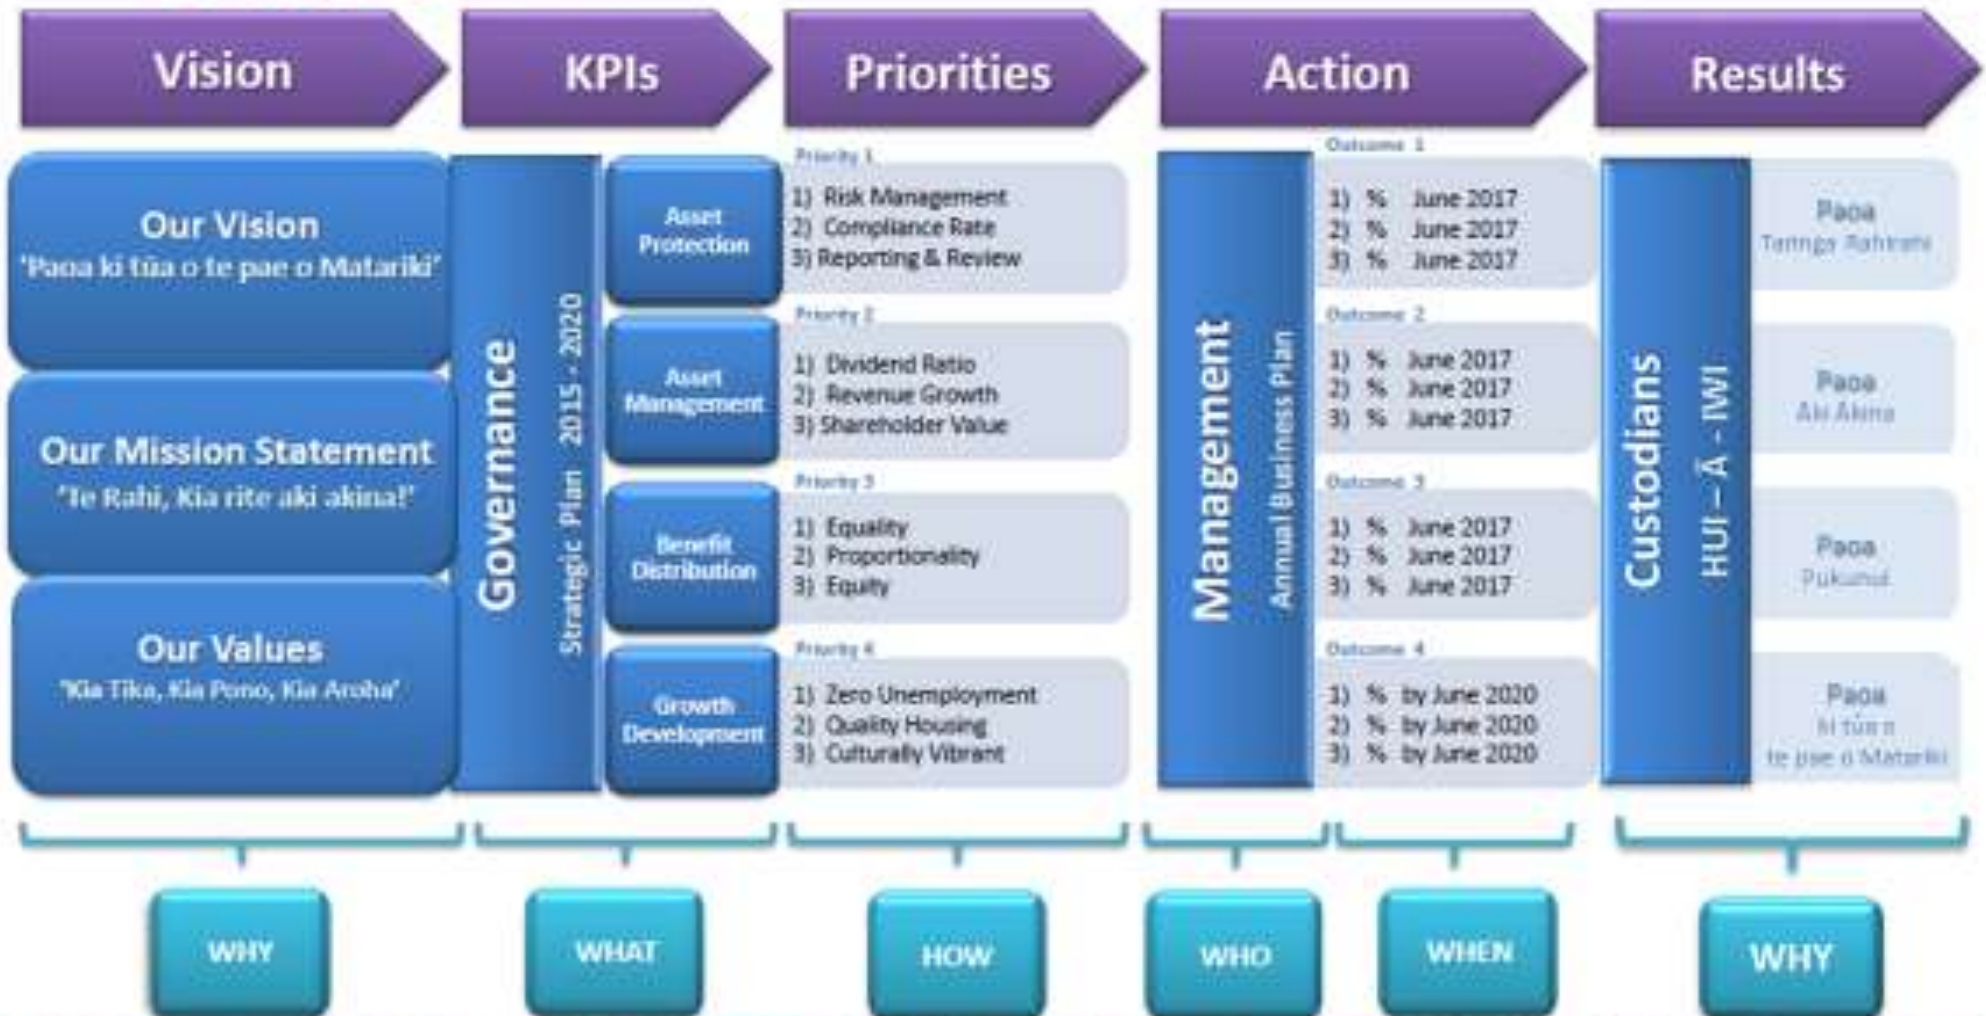 Vision
KPIs
Priorities
Action
Results
Our Vision
'Paoa ki tūa o te pae o Matariki'
Our Mission Statement
'Te Rahi, Kia rite aki akina!'
Our Values
'Kia Tika, Kia Pono, Kia Aroha'
Governance
Strategic Plan 2015 - 2020
Asset
Protection
Asset
Management
Benefit
Distribution
Growth
Development
Priority 1
1) Risk Management
2) Compliance Rate
3) Reporting & Review
Priority 2
1) Dividend Ratio
2) Revenue Growth
3) Shareholder Value
Priority 3
1) Equality
2) Proportionality
3) Equity
Priority 4
1) Zero Unemployment
2) Quality Housing
3) Culturally Vibrant
Management
Annual Business Plan
Outcome 1
1) % June 2017
2) % June 2017
3) % June 2017
Outcome 2
1) % June 2017
2) % June 2017
3) % June 2017
Outcome 3
1) % June 2017
2) % June 2017
3) % June 2017
Outcome 4
1) % by June 2020
2) % by June 2020
3) % by June 2020
Custodians
HUI – Ā - IWI
Paoa
Paoa
Aki Akina
Paoa
Paoa
ki tūa o
te pae o Matariki
WHY
WHAT
HOW
WHO
WHEN
WHY